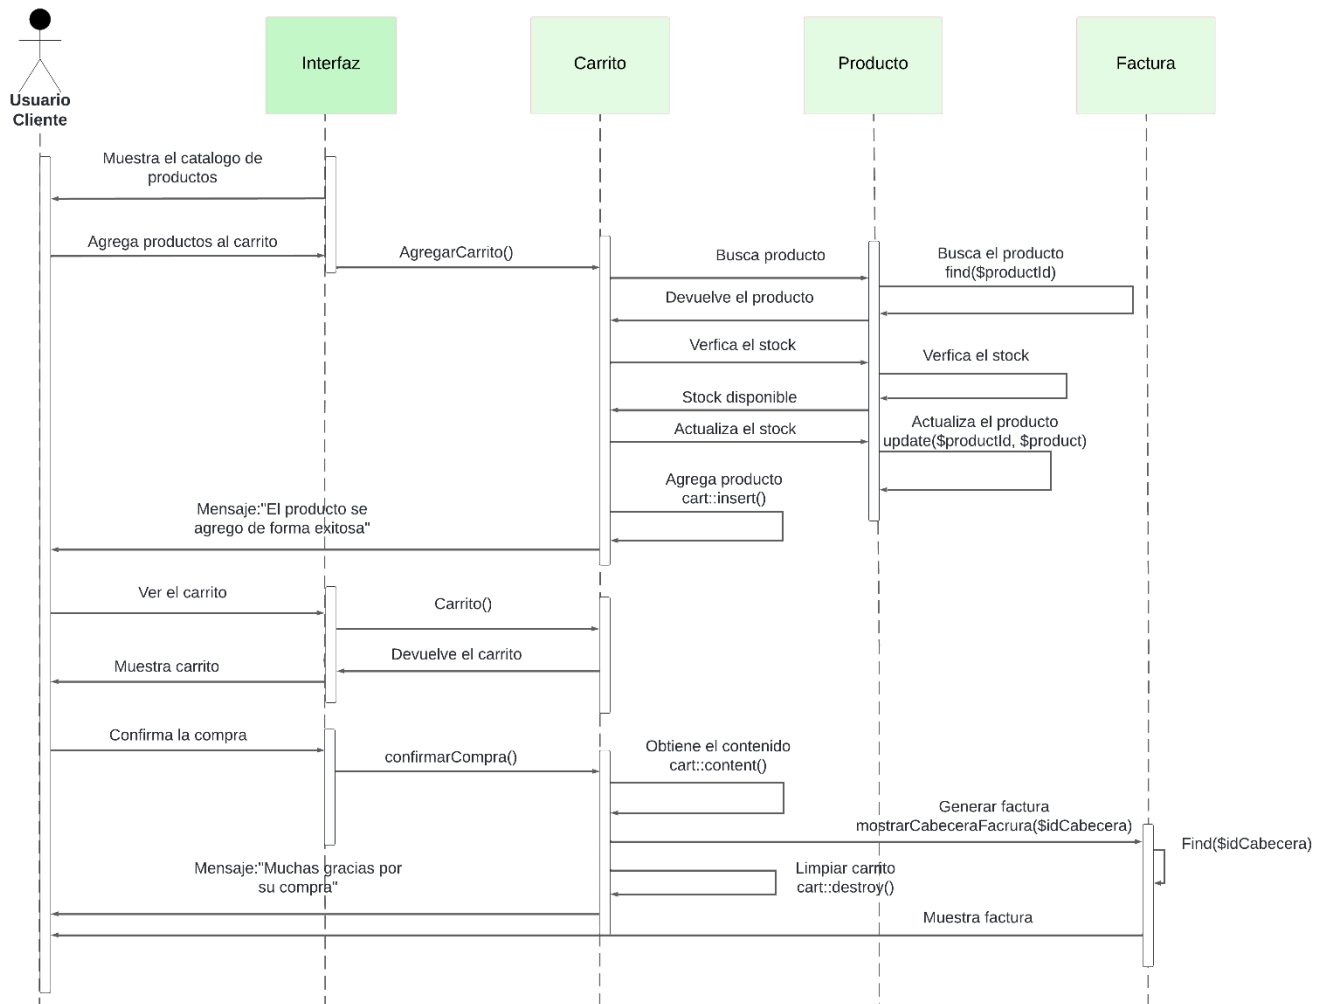 Usuario
Cliente
Interfaz
Carrito
Producto
Factura
Muestra el catalogo de
productos
Agrega productos al carrito
AgregarCarrito()
Busca producto
Busca el producto
find($productId)
Devuelve el producto
Verfica el stock
Verfica el stock
Stock disponible
Actualiza el stock
Actualiza el producto
update($productId, $product)
Agrega producto
cart::insert()
Mensaje:"El producto se
agrego de forma exitosa"
Ver el carrito
Carrito()
Devuelve el carrito
Muestra carrito
Confirma la compra
confirmarCompra()
Obtiene el contenido
cart::content()
Generar factura
mostrarCabeceraFacrura($idCabecera)
Find($idCabecera)
Mensaje:"Muchas gracias por
su compra"
Limpiar carrito
cart::destroy()
Muestra factura